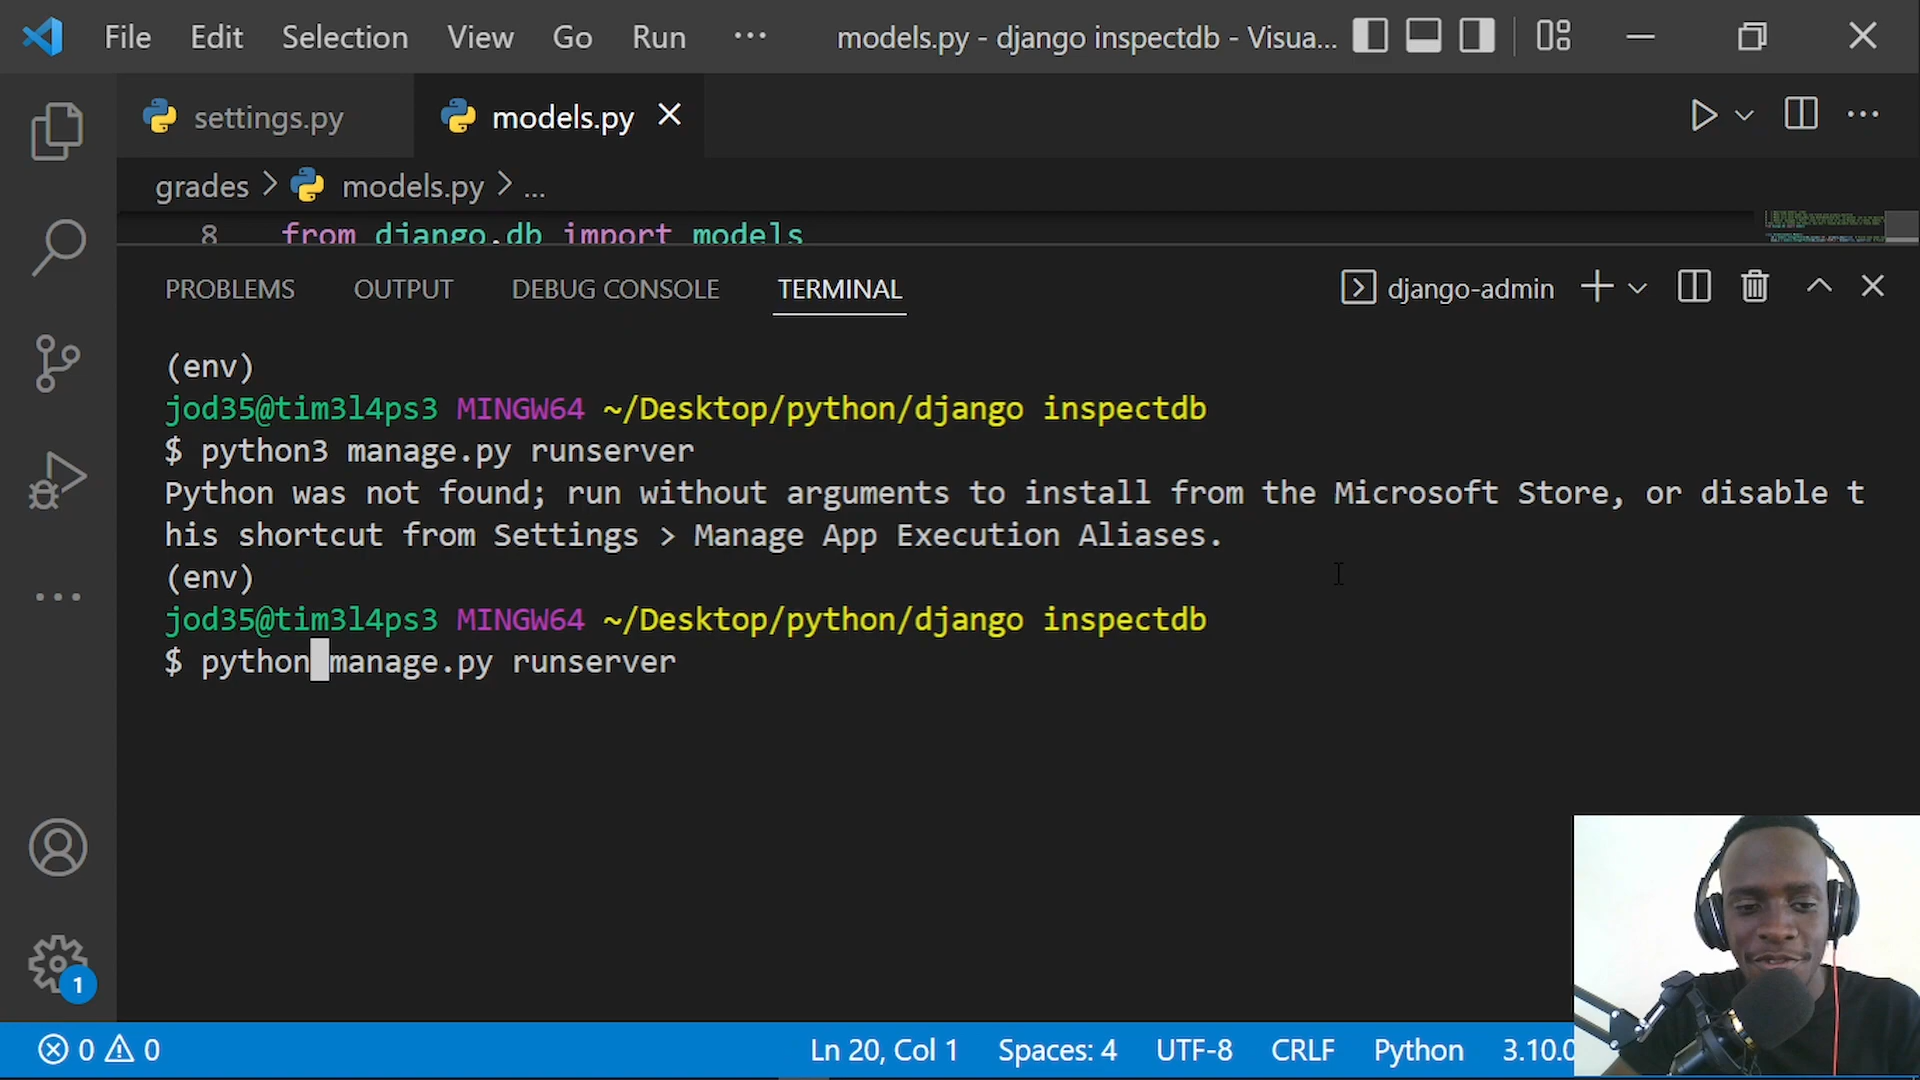 File Edit Selection View Go Run ··· models.py - django inspectdb - Visua...
settings.py models.py
grades > models.py > ...
8 from django.db import models
PROBLEMS OUTPUT DEBUG CONSOLE TERMINAL django-admin
(env)
jod35@tim3l4ps3 MINGW64 ~/Desktop/python/django inspectdb
$ python3 manage.py runserver
Python was not found; run without arguments to install from the Microsoft Store, or disable t
his shortcut from Settings > Manage App Execution Aliases.
(env)
jod35@tim3l4ps3 MINGW64 ~/Desktop/python/django inspectdb
$ python manage.py runserver
1
0 0 Ln 20, Col 1 Spaces: 4 UTF-8 CRLF Python 3.10.0